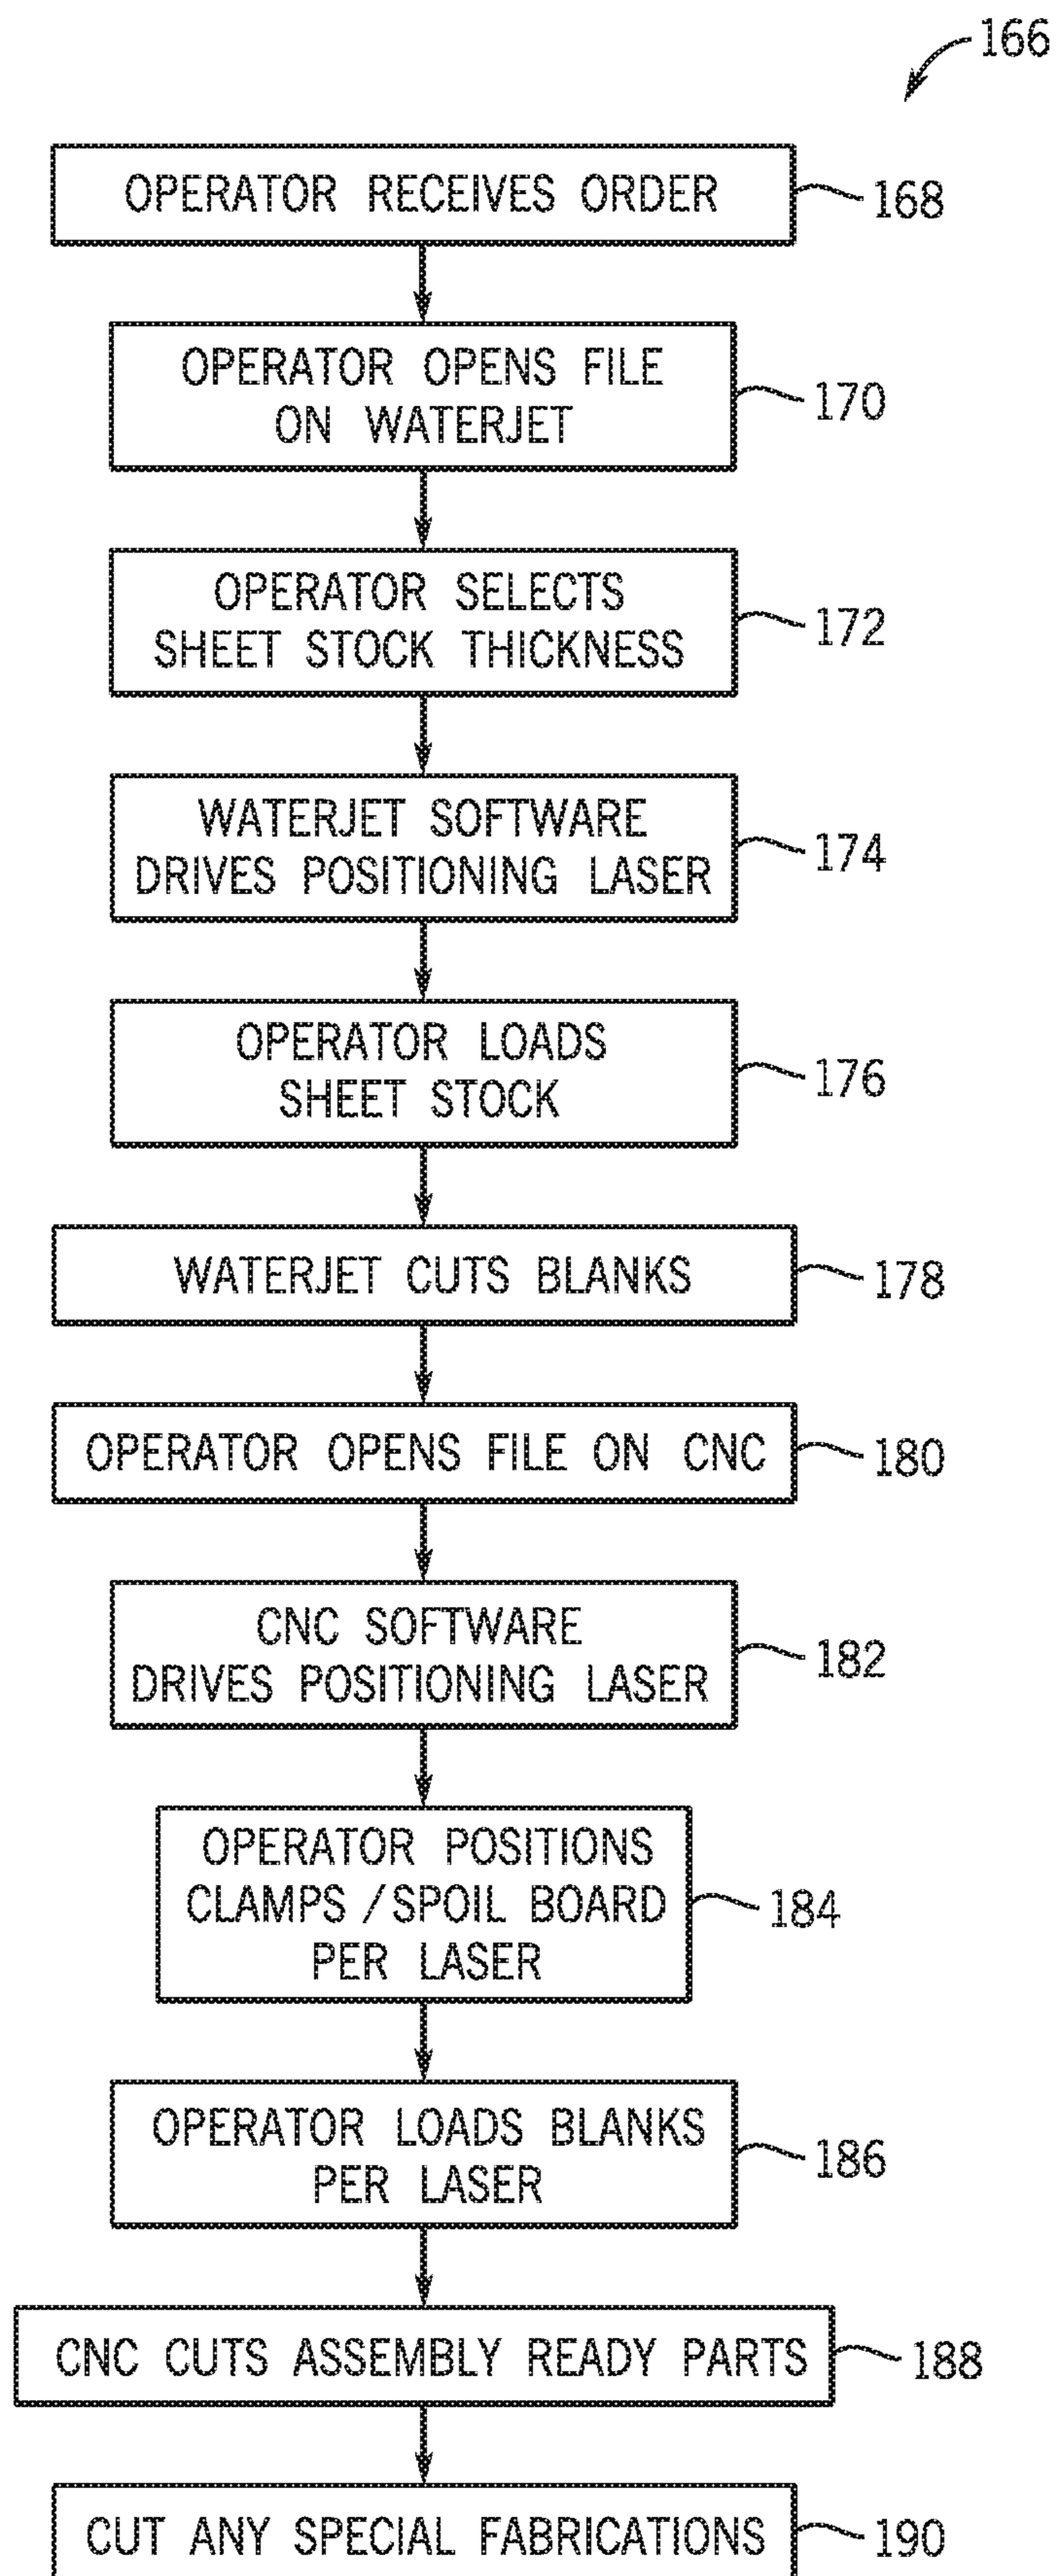 166
OPERATOR RECEIVES ORDER
168
OPERATOR OPENS FILE
ON WATERJET
170
OPERATOR SELECTS
SHEET STOCK THICKNESS
172
WATERJET SOFTWARE
DRIVES POSITIONING LASER
174
OPERATOR LOADS
SHEET STOCK
176
WATERJET CUTS BLANKS
178
OPERATOR OPENS FILE ON CNC
180
CNC SOFTWARE
DRIVES POSITIONING LASER
182
OPERATOR POSITIONS
CLAMPS / SPOIL BOARD
PER LASER
184
OPERATOR LOADS BLANKS
PER LASER
186
CNC CUTS ASSEMBLY READY PARTS
188
CUT ANY SPECIAL FABRICATIONS
190